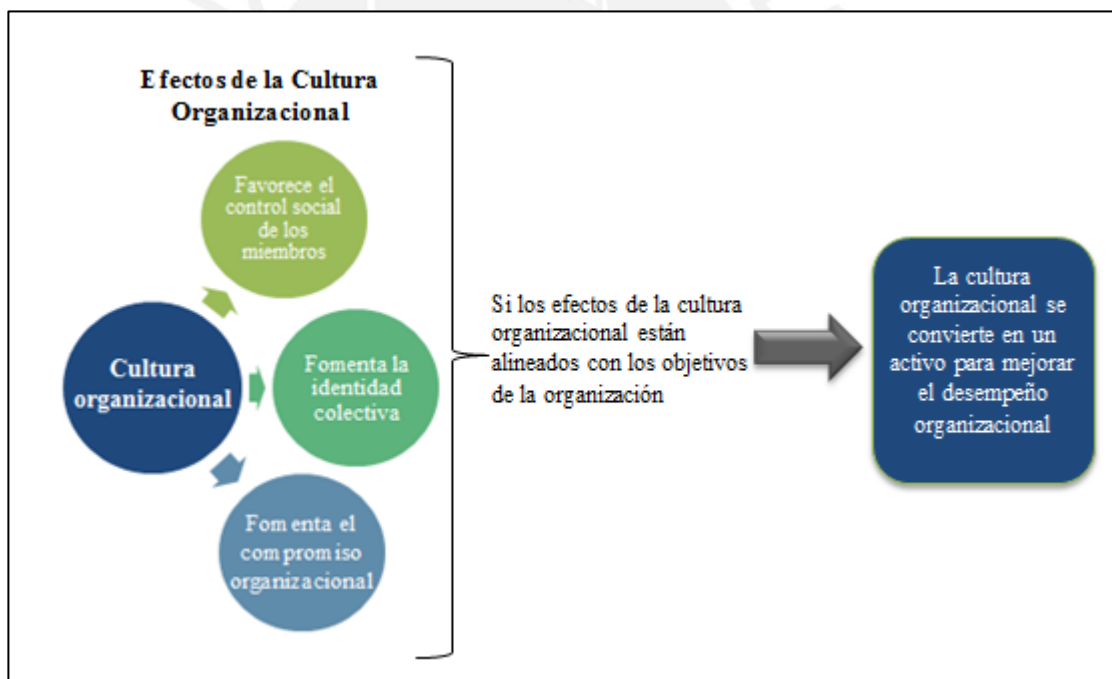 Efectos de la Cultura
Organizacional
Favorece el
control social
de los
miembros
Cultura
organizacional
Fomenta la
identidad
colectiva
Fomenta el
compromiso
organizacional
Si los efectos de la cultura
organizacional están
alineados con los objetivos
de la organización
La cultura
organizacional se
convierte en un
activo para mejorar
el desempeño
organizacional